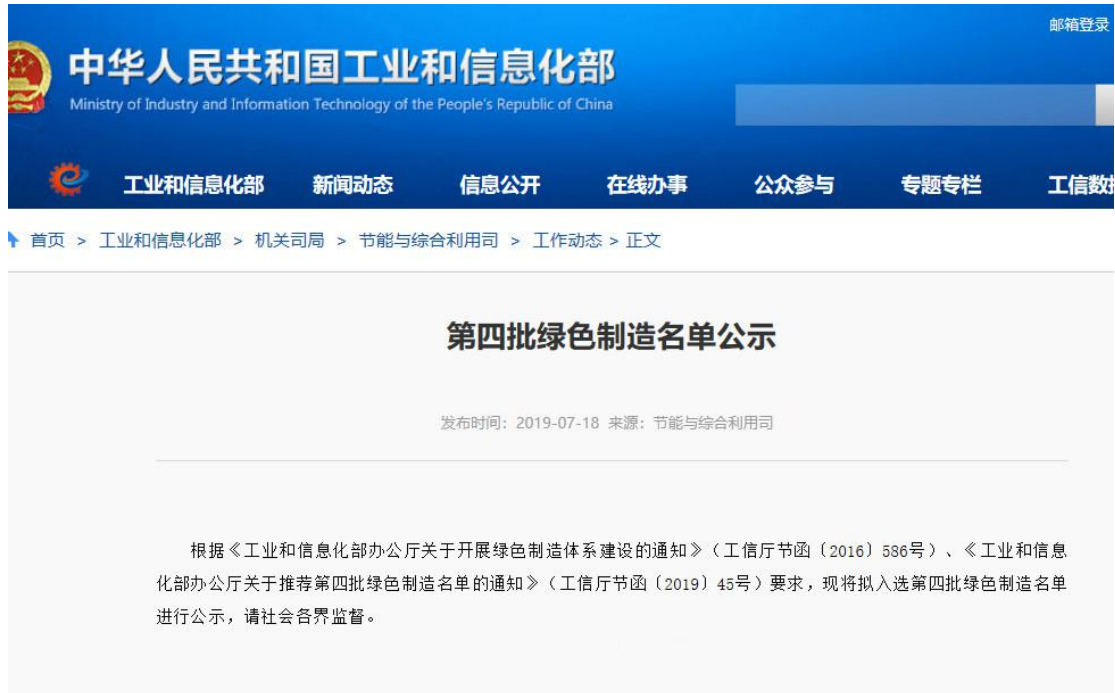 邮箱登录
中华人民共和国工业和信息化部
Ministry of Industry and Information Technology of the People's Republic of China
工业和信息化部 新闻动态 信息公开 在线办事 公众参与 专题专栏 工信数据
首页 > 工业和信息化部 > 机关司局 > 节能与综合利用司 > 工作动态 > 正文
第四批绿色制造名单公示
发布时间：2019-07-18 来源：节能与综合利用司
根据《工业和信息化部办公厅关于开展绿色制造体系建设的通知》（工信厅节函〔2016〕586号）、《工业和信息
化部办公厅关于推荐第四批绿色制造名单的通知》（工信厅节函〔2019〕45号）要求，现将拟入选第四批绿色制造名单
进行公示，请社会各界监督。